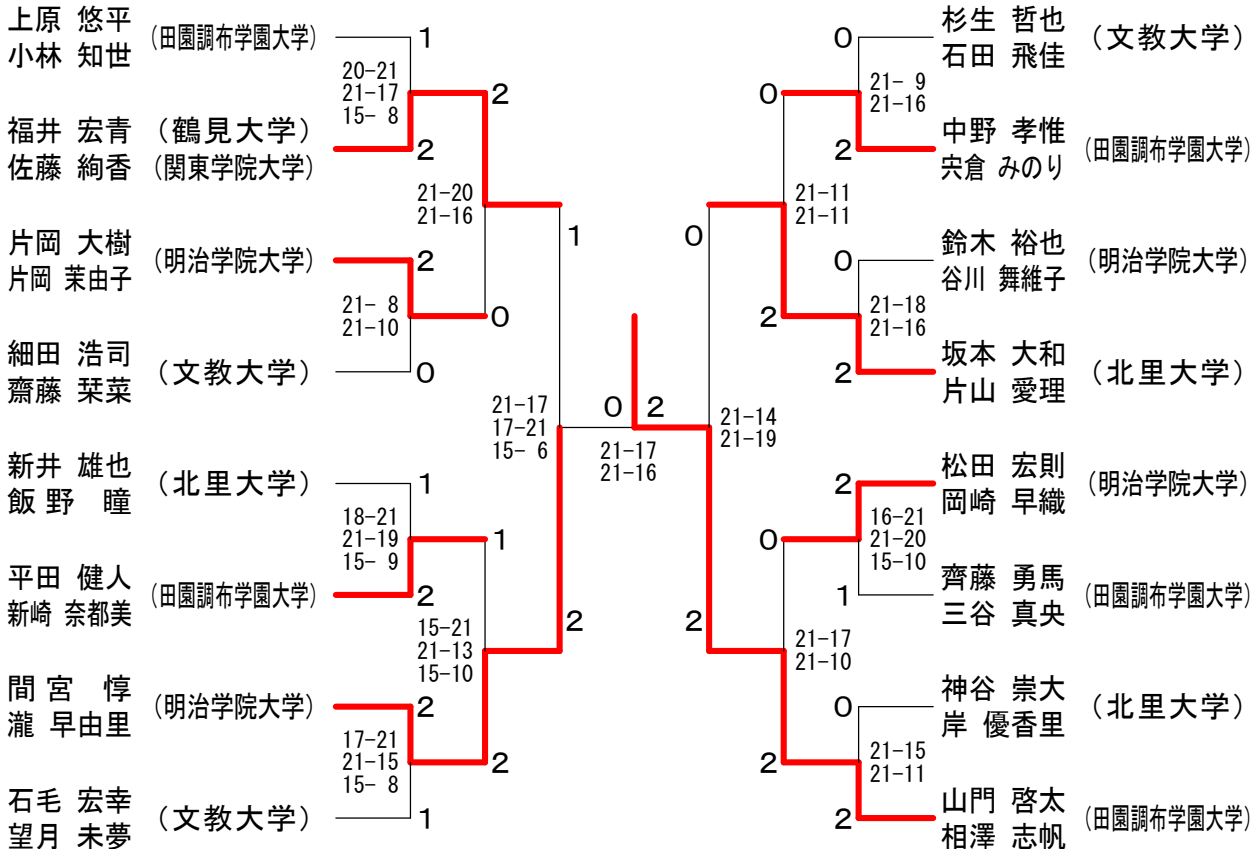 上原 悠平
小林 知世
(田園調布学園大学)
1
20-21
21-17
15- 8
2
福井 宏青 (鶴見大学)
佐藤 絢香 (関東学院大学)
2
21-20
21-16
1
片岡 大樹
片岡 茉由子
(明治学院大学)
2
21- 8
21-10
0
細田 浩司
齋藤 栞菜
(文教大学)
0
21-17
17-21
15- 6
新井 雄也
飯野 瞳
(北里大学)
1
18-21
21-19
15- 9
1
平田 健人
新崎 奈都美
(田園調布学園大学)
2
15-21
21-13
15-10
2
間宮 惇
瀧 早由里
(明治学院大学)
2
17-21
21-15
15- 8
2
石毛 宏幸
望月 未夢
(文教大学)
1
0 2
21-17
21-16
0
杉生 哲也
石田 飛佳
(文教大学)
21- 9
21-16
0
2
中野 孝惟
宍倉 みのり
(田園調布学園大学)
21-11
21-11
0
0
鈴木 裕也
谷川 舞維子
(明治学院大学)
21-18
21-16
2
2
坂本 大和
片山 愛理
(北里大学)
21-14
21-19
2
松田 宏則
岡崎 早織
(明治学院大学)
16-21
21-20
15-10
0
1
齊藤 勇馬
三谷 真央
(田園調布学園大学)
2
21-17
21-10
0
神谷 崇大
岸 優香里
(北里大学)
21-15
21-11
2
2
山門 啓太
相澤 志帆
(田園調布学園大学)